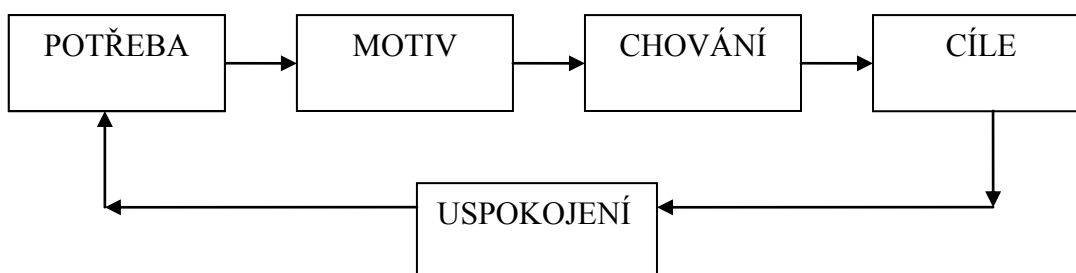 POTŘEBA
MOTIV
CHOVÁNÍ
CÍLE
USPOKOJENÍ